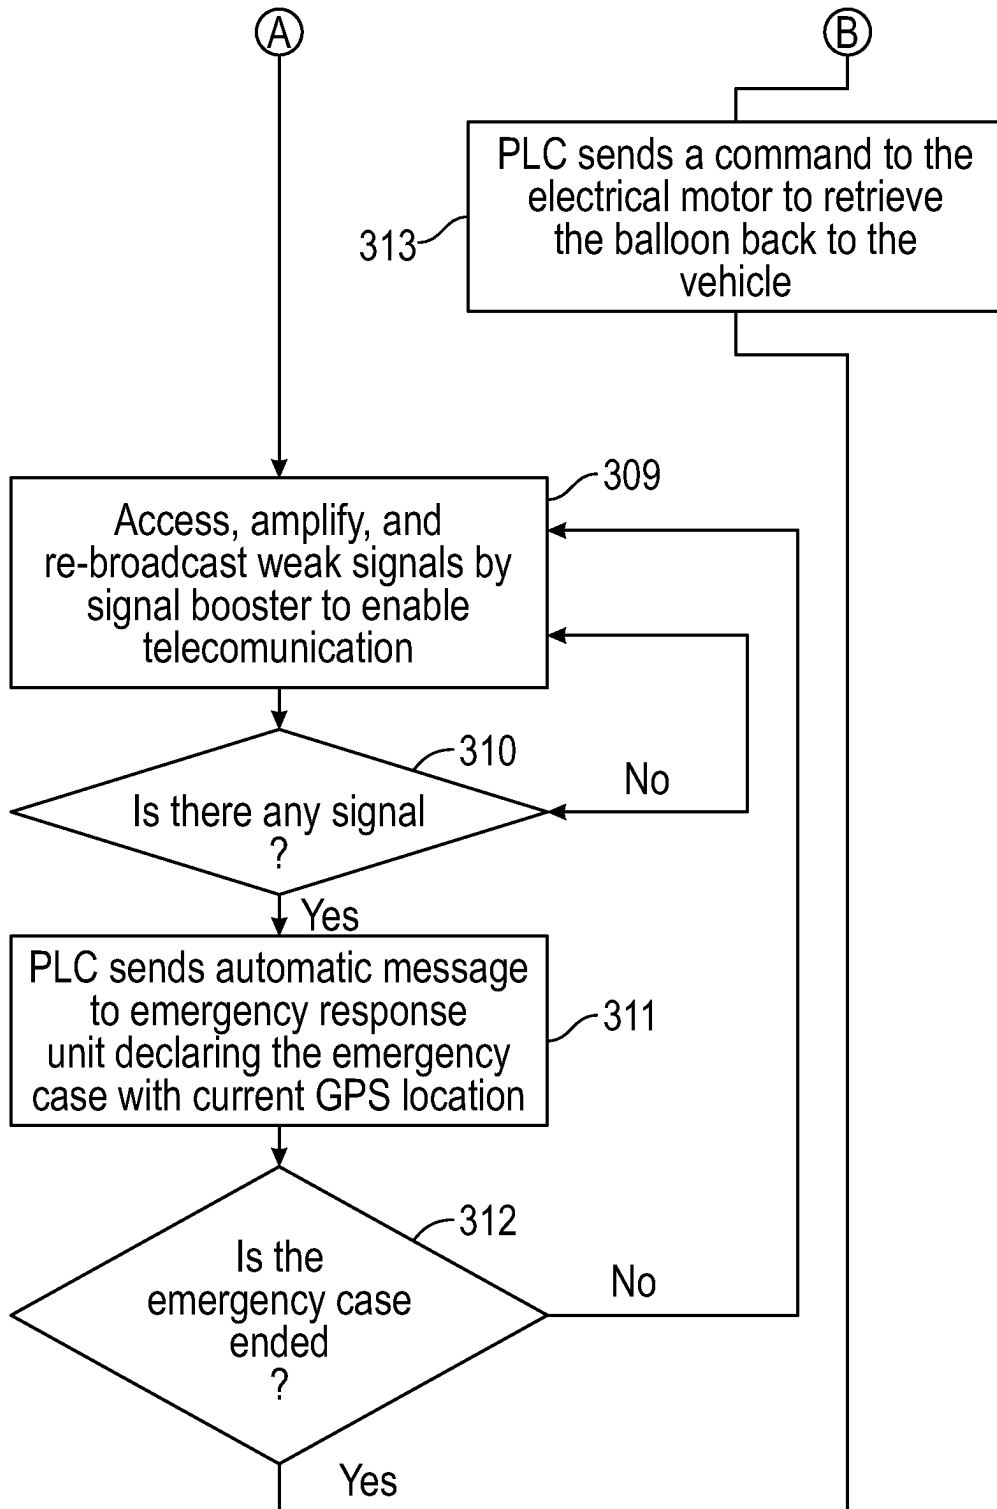 A
B
PLC sends a command to the
electrical motor to retrieve
the balloon back to the
vehicle
313
309
Access, amplify, and
re-broadcast weak signals by
signal booster to enable
telecomunication
310
Is there any signal
?
No
Yes
PLC sends automatic message
to emergency response
unit declaring the emergency
case with current GPS location
311
312
Is the
emergency case
ended
?
No
Yes